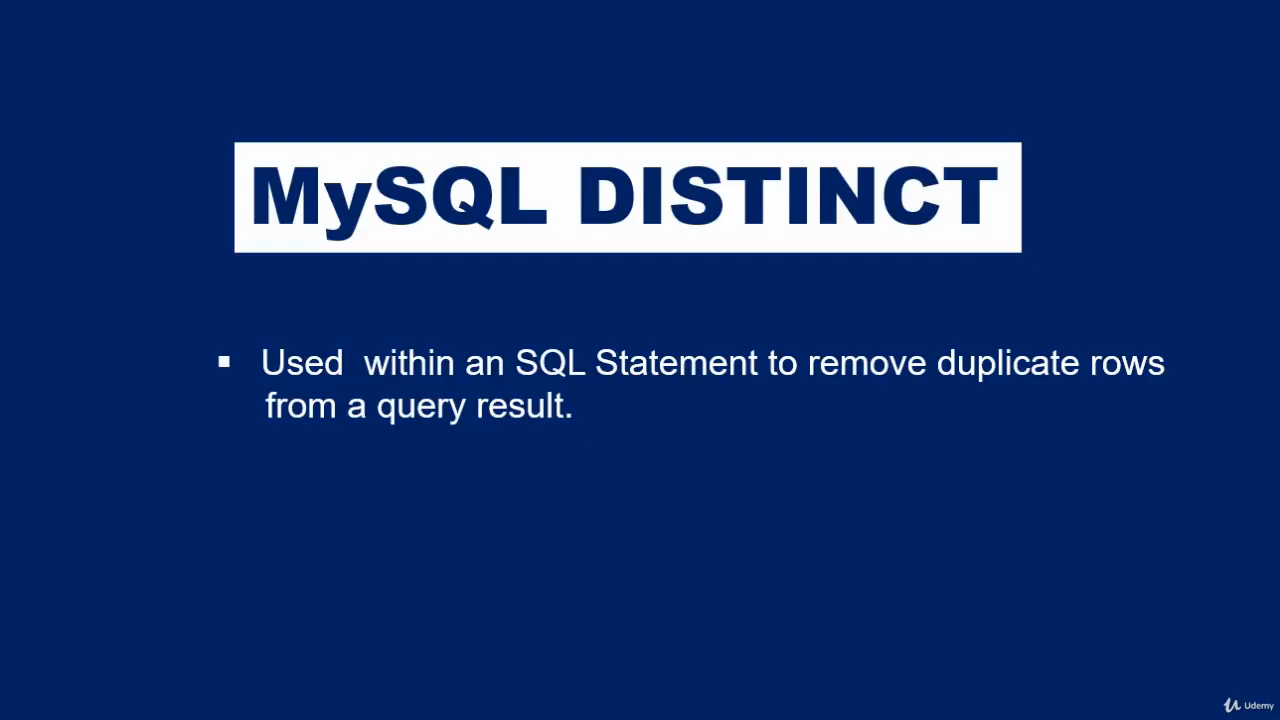 MySQL DISTINCT
▪ Used within an SQL Statement to remove duplicate rows
from a query result.
Udemy